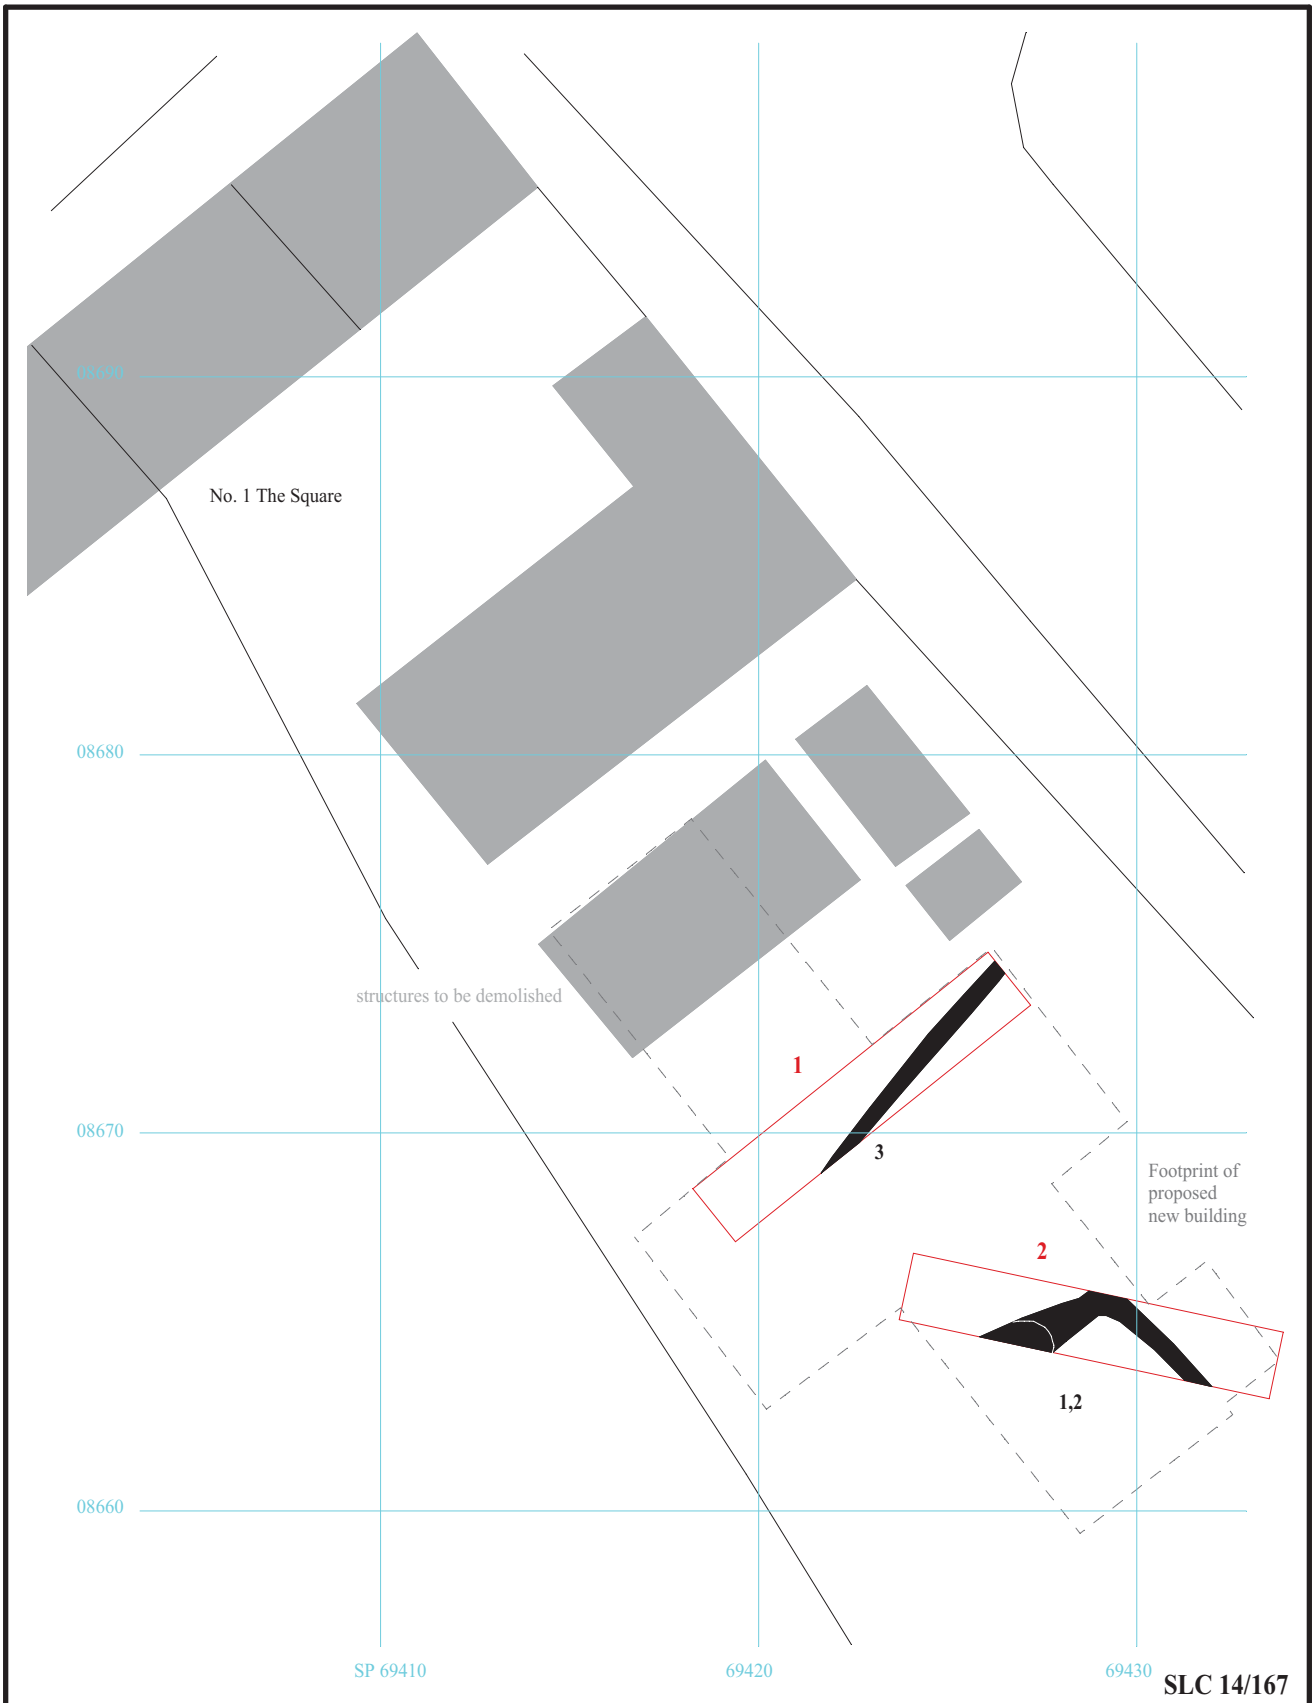 08690
No. 1 The Square
08680
structures to be demolished
1
08670
3
Footprint of
proposed
new building
2
1,2
08660
SP 69410
69420
69430
SLC 14/167